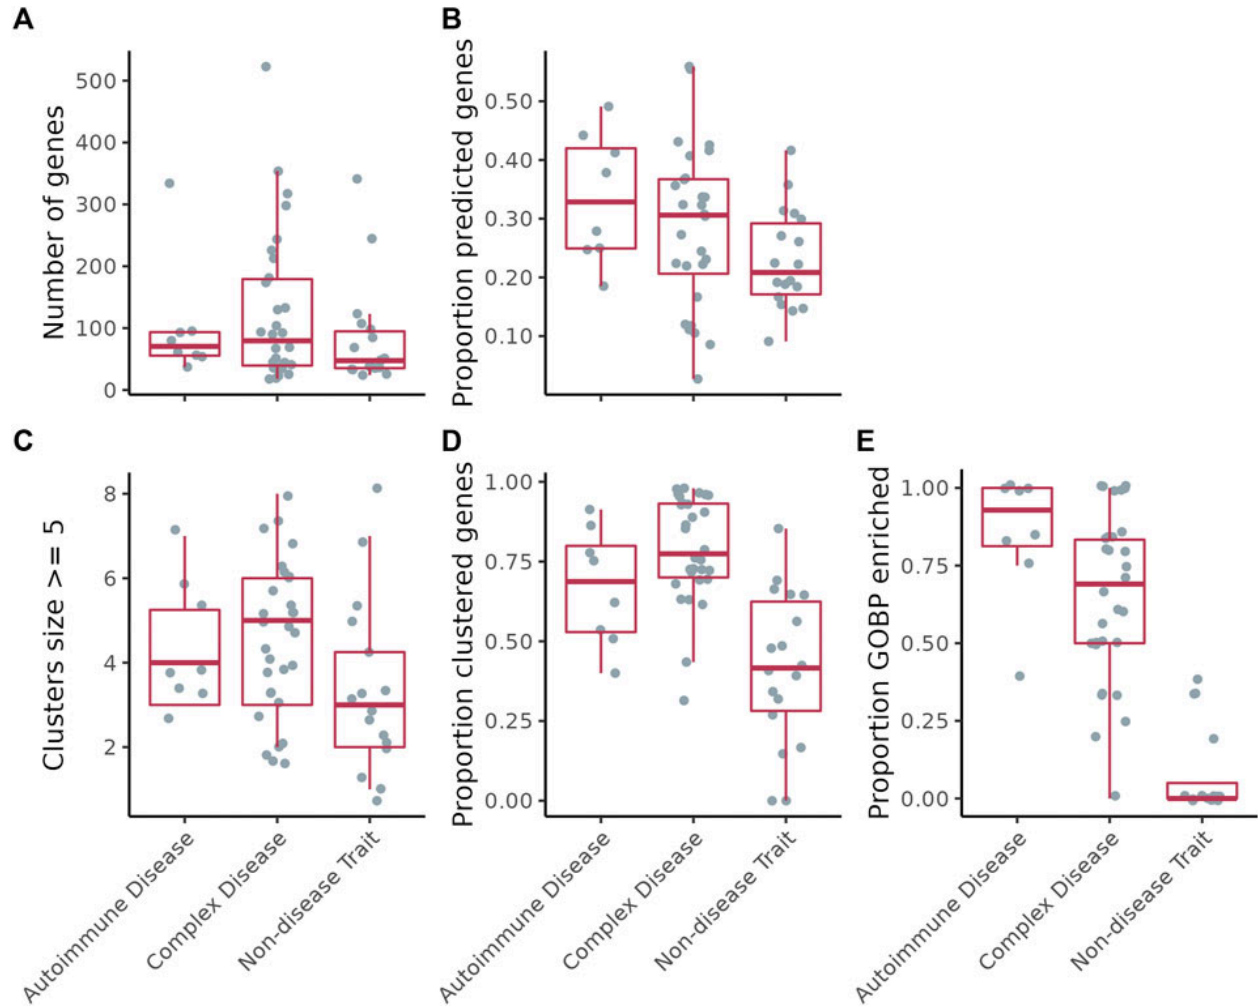 A
B
Number of genes
500
400
300
200
100
0
Proportion predicted genes
0.50
0.40
0.30
0.20
0.10
C
D
E
Clusters size >= 5
8
6
4
2
Proportion clustered genes
1.00
0.75
0.50
0.25
0.00
Proportion GOBP enriched
1.00
0.75
0.50
0.25
0.00
Autoimmune Disease
Complex Disease
Non-disease Trait
Autoimmune Disease
Complex Disease
Non-disease Trait
Autoimmune Disease
Complex Disease
Non-disease Trait